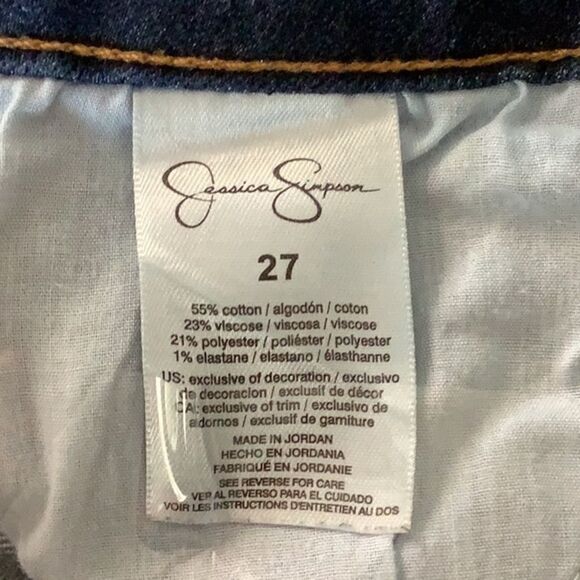 Jessica Simpson
27
55% cotton / algodón / coton
23% viscose / viscosa / viscose
21% polyester / poliéster / polyester
1% elastane / elastano / élasthanne
US: exclusive of decoration / exclusivo
de decoracion / exclusif de décor
CA: exclusive of trim / exclusivo de
adornos / exclusif de garniture
MADE IN JORDAN
HECHO EN JORDANIA
FABRIQUÉ EN JORDANIE
SEE REVERSE FOR CARE
VER AL REVERSO PARA EL CUIDADO
VOIR LES INSTRUCTIONS D'ENTRETIEN AU DOS